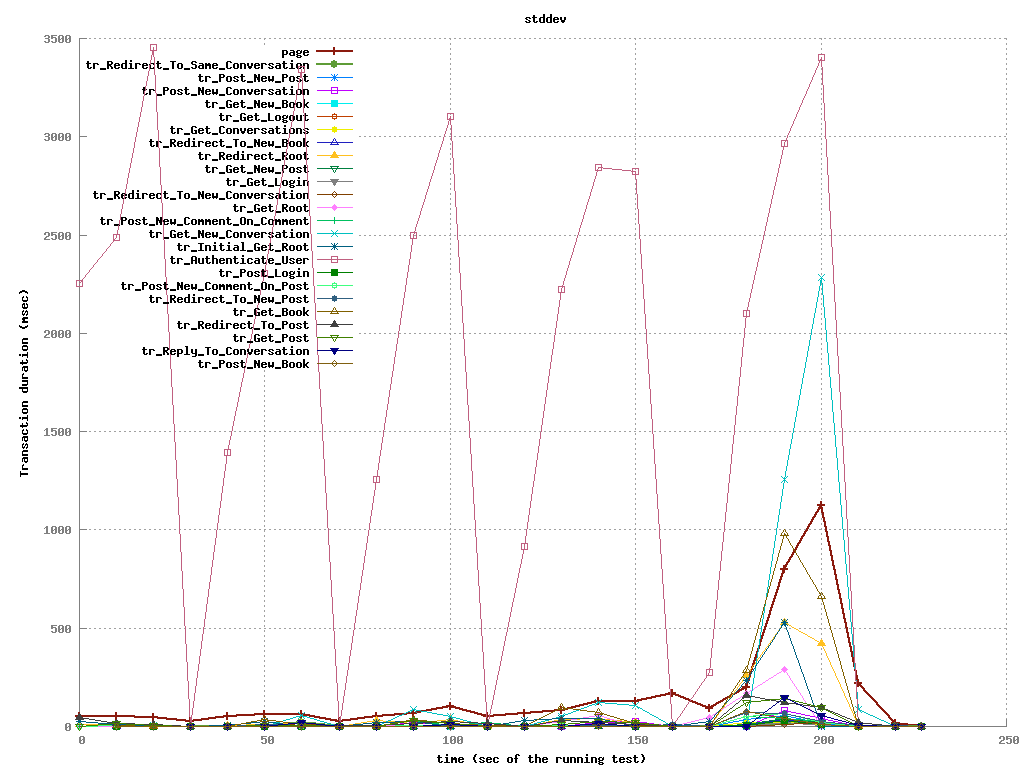 stddev
3500
3000
2500
2000
1500
1000
500
0
Transaction duration (msec)
page
tr_Redirect_To_Same_Conversation
tr_Post_New_Post
tr_Post_New_Conversation
tr_Get_New_Book
tr_Get_Logout
tr_Get_Conversations
tr_Redirect_To_New_Book
tr_Redirect_Root
tr_Get_New_Post
tr_Get_Login
tr_Redirect_To_New_Conversation
tr_Get_Root
tr_Post_New_Comment_On_Comment
tr_Get_New_Conversation
tr_Initial_Get_Root
tr_Authenticate_User
tr_Post_Login
tr_Post_New_Comment_On_Post
tr_Redirect_To_New_Post
tr_Get_Book
tr_Redirect_To_Post
tr_Get_Post
tr_Reply_To_Conversation
tr_Post_New_Book
0 50 100 150 200 250
time (sec of the running test)